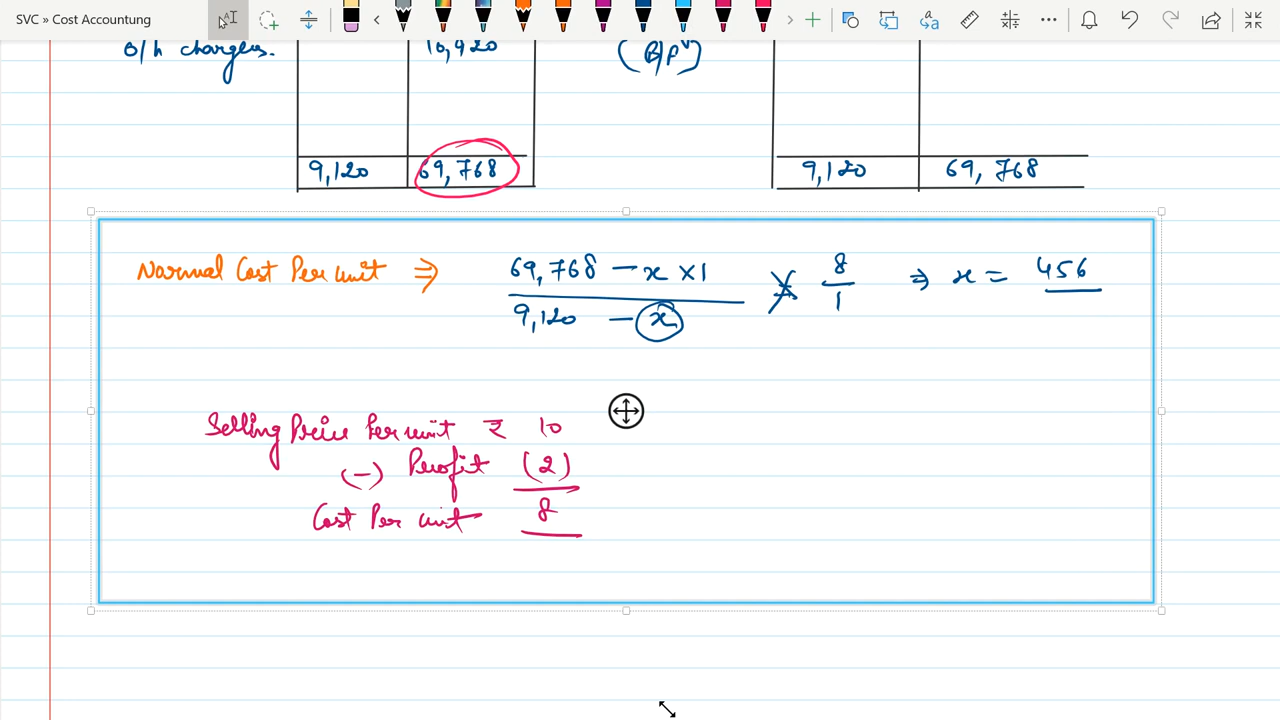 SVC » Cost Accountung
O/h charges. 16,920 (B/P)
9,120 69,768 9,120 69,768
Normal Cost Per unit ⇒ 69,768 − x × 1 8 ⇒ x = 456
9,120 − x 1
Selling Price Per unit ₹ 10
(−) Profit (2)
Cost Per unit 8